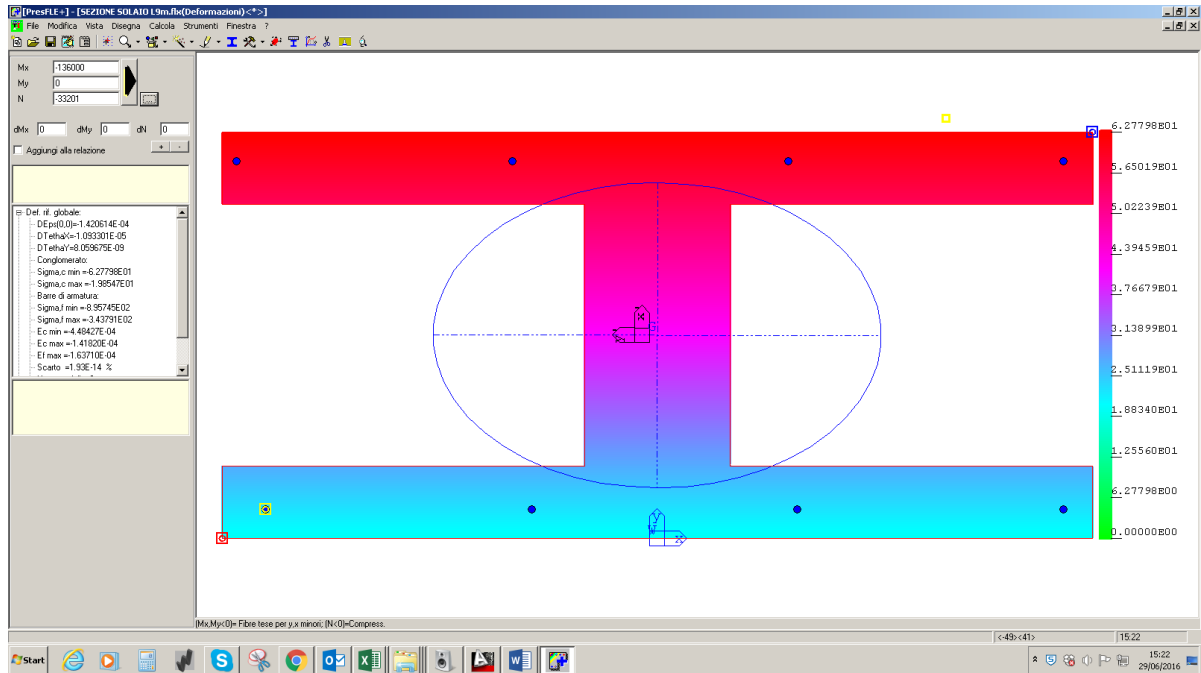 [PresFLE+] - [SEZIONE SOLAIO L9m.flx(Deformazioni)<*>]
File Modifica Vista Disegna Calcola Strumenti Finestra ?
Mx -136000
My 0
N -33201
dMx 0 dMy 0 dN 0
Aggiungi alla relazione + -
Def. rif. globale:
DEps(0,0)=-1.420614E-04
DTethaX=-1.093301E-05
DTethaY=8.059675E-09
Conglomerato:
Sigma,c min =-6.27798E01
Sigma,c max =-1.98547E01
Barre di armatura:
Sigma,f min =-8.95745E02
Sigma,f max =-3.43791E02
Ec min =-4.48427E-04
Ec max =-1.41820E-04
Ef max =-1.63710E-04
Scarto =1.93E-14 %
6.27798E01
5.65019E01
5.02239E01
4.39459E01
3.76679E01
3.13899E01
2.51119E01
1.88340E01
1.25560E01
6.27798E00
0.00000E00
G
Y
X
(Mx,My<0)= Fibre tese per y,x minori; (N<0)=Compress.
<-49><41> 15:22
Start
15:22
29/06/2016